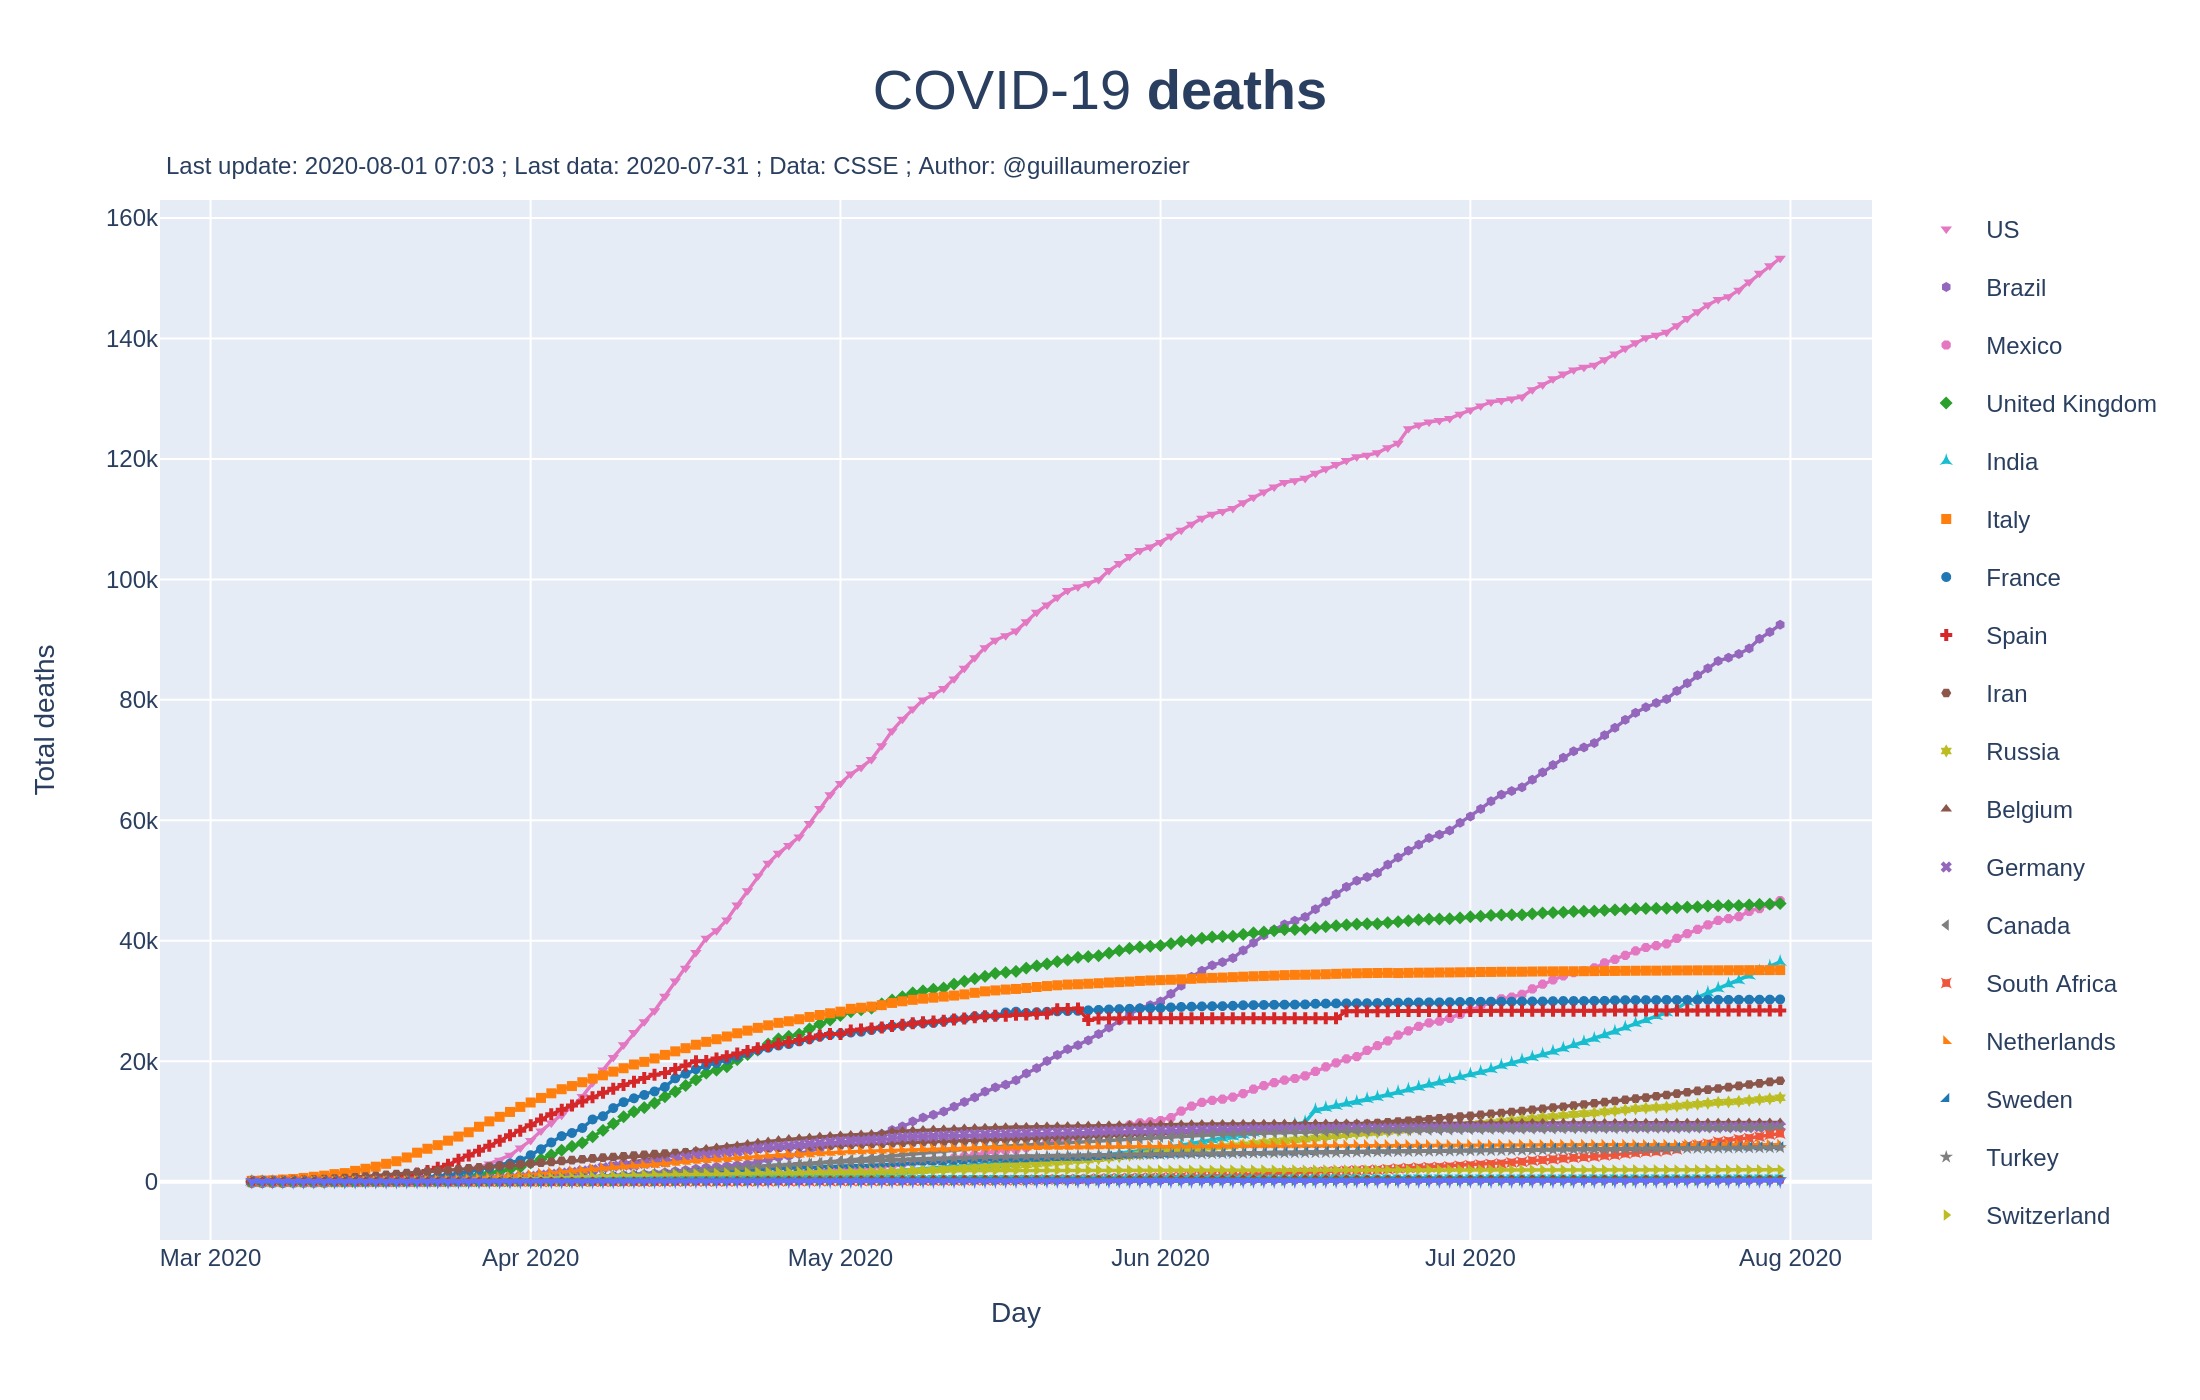 COVID-19 deaths
Last update: 2020-08-01 07:03 ; Last data: 2020-07-31 ; Data: CSSE ; Author: @guillaumerozier
160k
140k
120k
100k
80k
60k
40k
20k
0
Total deaths
Mar 2020
Apr 2020
May 2020
Jun 2020
Jul 2020
Aug 2020
Day
US
Brazil
Mexico
United Kingdom
India
Italy
France
Spain
Iran
Russia
Belgium
Germany
Canada
South Africa
Netherlands
Sweden
Turkey
Switzerland